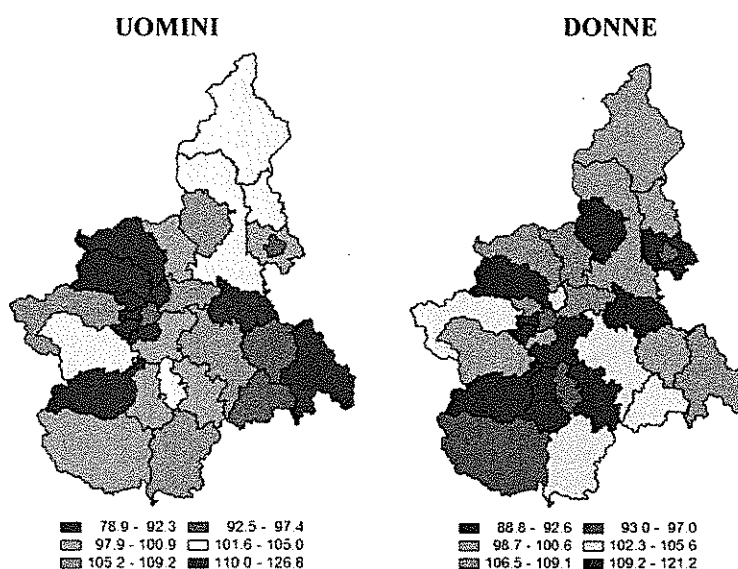 UOMINI DONNE
78.9 - 92.3 92.5 - 97.4 88.8 - 92.6 93.0 - 97.0
97.9 - 100.9 101.6 - 105.0 98.7 - 100.6 102.3 - 105.6
105.2 - 109.2 110.0 - 126.8 106.5 - 109.1 109.2 - 121.2